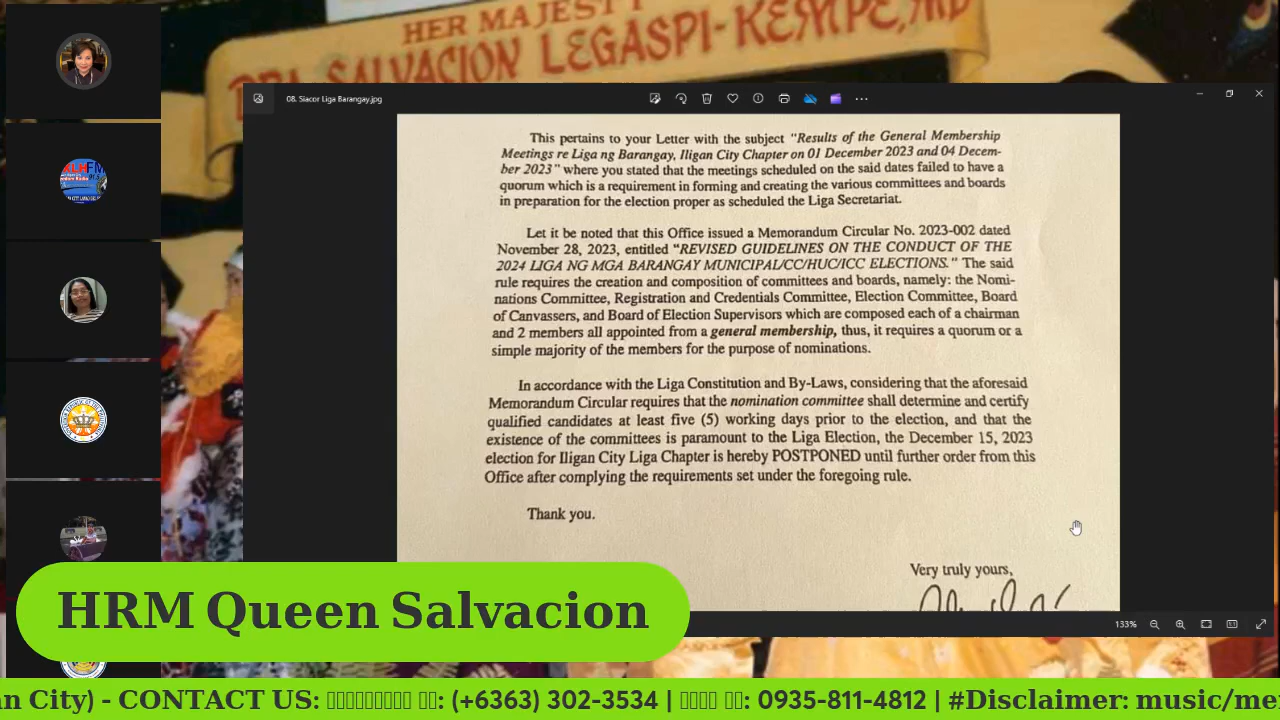 HER MAJESTY
DRA. SALVACION LEGASPI-KEMPE, MD
08. Siacor Liga Barangay.jpg
This pertains to your Letter with the subject "Results of the General Membership
Meetings re Liga ng Barangay, Iligan City Chapter on 01 December 2023 and 04 Decem-
ber 2023" where you stated that the meetings scheduled on the said dates failed to have a
quorum which is a requirement in forming and creating the various committees and boards
in preparation for the election proper as scheduled the Liga Secretariat.
Let it be noted that this Office issued a Memorandum Circular No. 2023-002 dated
November 28, 2023, entitled "REVISED GUIDELINES ON THE CONDUCT OF THE
2024 LIGA NG MGA BARANGAY MUNICIPAL/CC/HUC/ICC ELECTIONS." The said
rule requires the creation and composition of committees and boards, namely: the Nomi-
nations Committee, Registration and Credentials Committee, Election Committee, Board
of Canvassers, and Board of Election Supervisors which are composed each of a chairman
and 2 members all appointed from a general membership, thus, it requires a quorum or a
simple majority of the members for the purpose of nominations.
In accordance with the Liga Constitution and By-Laws, considering that the aforesaid
Memorandum Circular requires that the nomination committee shall determine and certify
qualified candidates at least five (5) working days prior to the election, and that the
existence of the committees is paramount to the Liga Election, the December 15, 2023
election for Iligan City Liga Chapter is hereby POSTPONED until further order from this
Office after complying the requirements set under the foregoing rule.
Thank you.
Very truly yours,
133%
HRM Queen Salvacion
an City) - CONTACT US: (+6363) 302-3534 | 0935-811-4812 | #Disclaimer: music/me